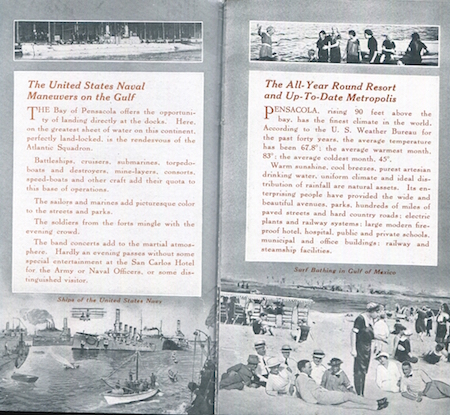 The United States Naval
Maneuvers on the Gulf
THE Bay of Pensacola offers the opportuni-
ty of landing directly at the docks. Here,
on the greatest sheet of water on this continent,
perfectly land-locked, is the rendezvous of the
Atlantic Squadron.
Battleships, cruisers, submarines, torpedo-
boats and destroyers, mine-layers, consorts,
speed-boats and other craft add their quota to
this base of operations.
The sailors and marines add picturesque color
to the streets and parks.
The soldiers from the forts mingle with the
evening crowd.
The band concerts add to the martial atmos-
phere. Hardly an evening passes without some
special entertainment at the San Carlos Hotel
for the Army or Naval Officers, or some dis-
tinguished visitor.
Ships of the United States Navy
The All-Year Round Resort
and Up-To-Date Metropolis
PENSACOLA, rising 90 feet above the
bay, has the finest climate in the world.
According to the U. S. Weather Bureau for
the past forty years, the average temperature
has been 67.8°; the average warmest month,
83°; the average coldest month, 45°.
Warm sunshine, cool breezes, purest artesian
drinking water, uniform climate and ideal dis-
tribution of rainfall are natural assets. Its en-
terprising people have provided the wide and
beautiful avenues, parks, hundreds of miles of
paved streets and hard country roads; electric
plants and railway systems; large modern fire-
proof hotel, hospital, public and private schools,
municipal and office buildings; railway and
steamship facilities.
Surf Bathing in Gulf of Mexico